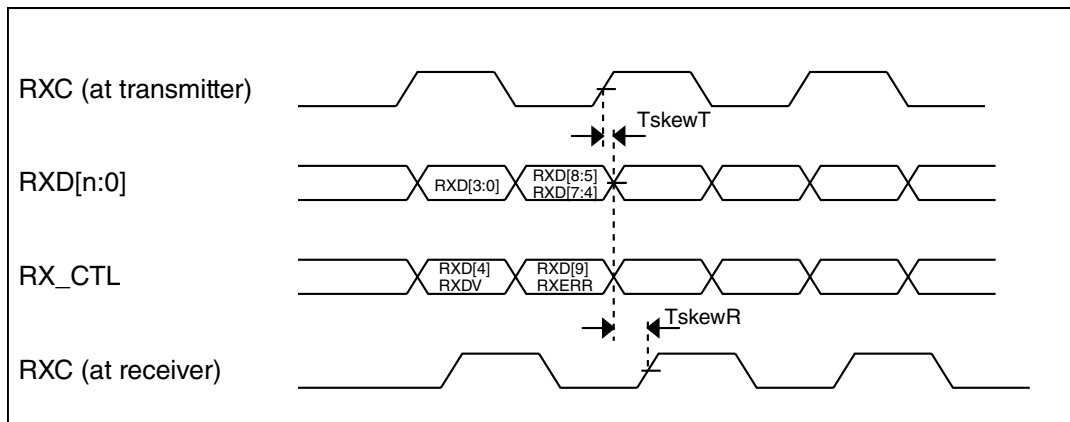 RXC (at transmitter)
TskewT
RXD[n:0]
RXD[3:0]
RXD[8:5]
RXD[7:4]
RX_CTL
RXD[4]
RXDV
RXD[9]
RXERR
TskewR
RXC (at receiver)